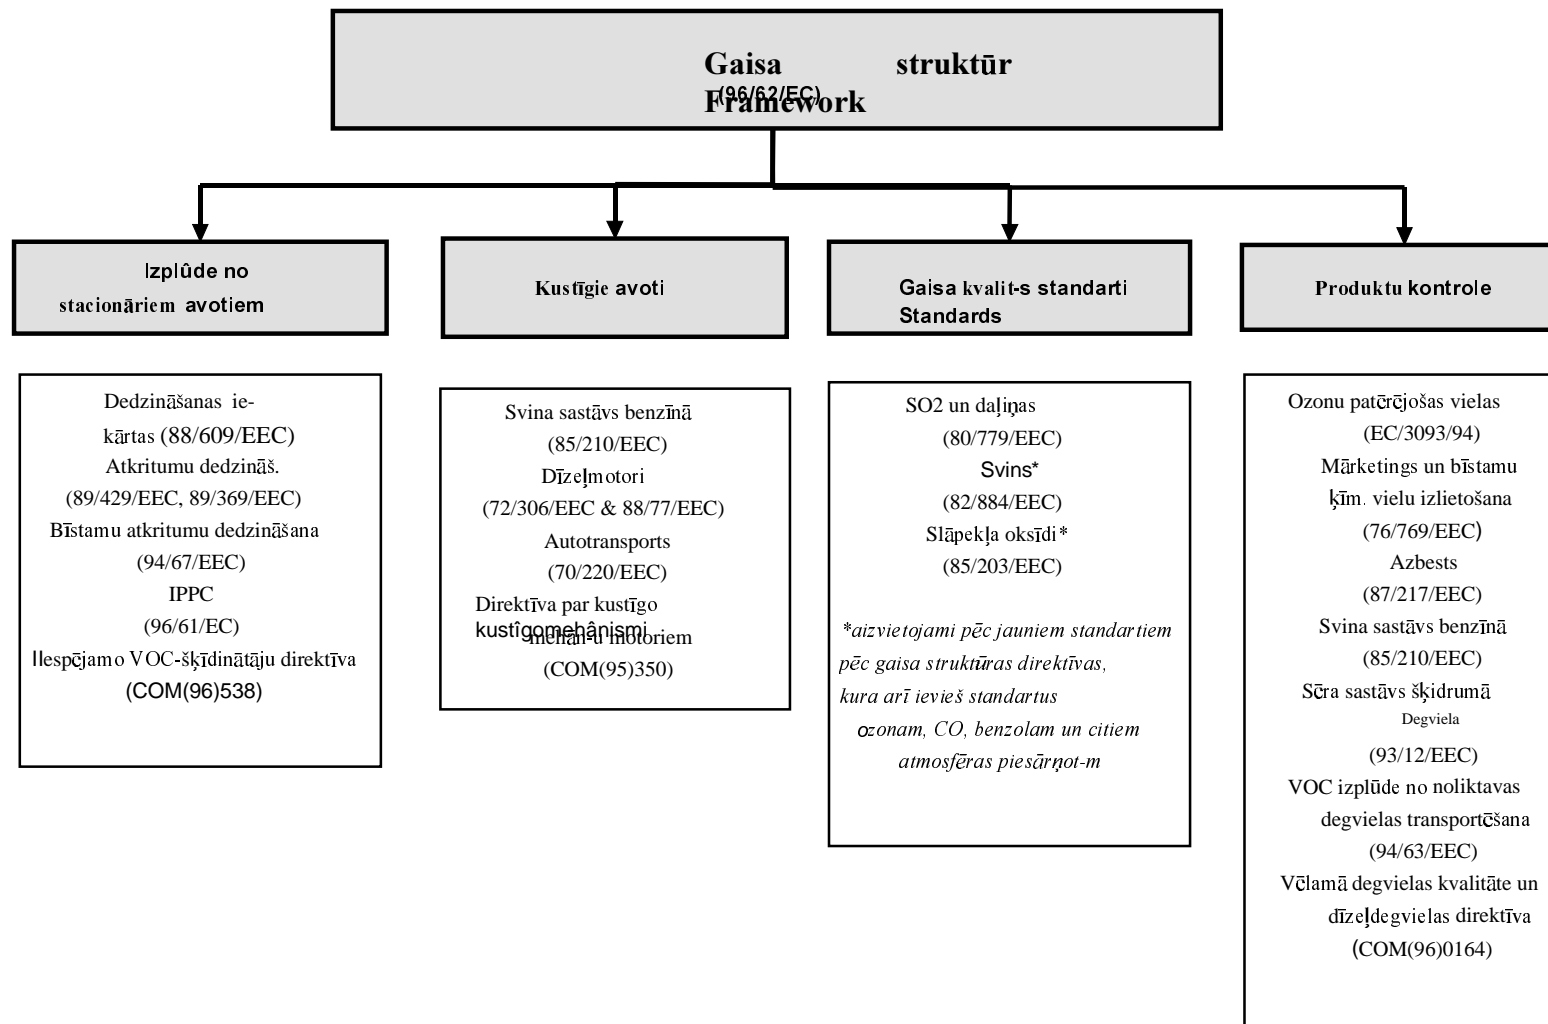 Gaisa struktūr
(96/62/EC)
Framework
Izplûde no
stacionāriem avotiem
Kustīgie avoti
Gaisa kvalit-s standarti
Standards
Produktu kontrole
Dedzināšanas ie-
kārtas (88/609/EEC)
Atkritumu dedzināš.
(89/429/EEC, 89/369/EEC)
Bīstamu atkritumu dedzināšana
(94/67/EEC)
IPPC
(96/61/EC)
IIespējamo VOC-šķīdinātāju direktīva
(COM(96)538)
Svina sastāvs benzīnā
(85/210/EEC)
Dīzeļmotori
(72/306/EEC & 88/77/EEC)
Autotransports
(70/220/EEC)
Direktīva par kustīgo
kustîgomehânismi
mehān-u motoriem
(COM(95)350)
SO2 un daļiņas
(80/779/EEC)
Svins*
(82/884/EEC)
Slāpekļa oksīdi*
(85/203/EEC)
*aizvietojami pēc jauniem standartiem
pēc gaisa struktūras direktīvas,
kura arī ievieš standartus
ozonam, CO, benzolam un citiem
atmosfēras piesārņot-m
Ozonu patērējošas vielas
(EC/3093/94)
Mārketings un bīstamu
ķīm. vielu izlietošana
(76/769/EEC)
Azbests
(87/217/EEC)
Svina sastāvs benzīnā
(85/210/EEC)
Sēra sastāvs šķidrumā
Degviela
(93/12/EEC)
VOC izplūde no noliktavas
degvielas transportēšana
(94/63/EEC)
Vēlamā degvielas kvalitāte un
dīzeļdegvielas direktīva
(COM(96)0164)